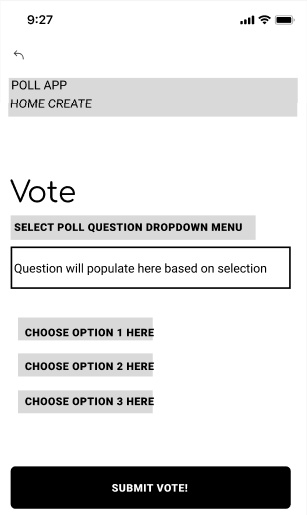 9:27
POLL APP
HOME CREATE
Vote
SELECT POLL QUESTION DROPDOWN MENU
Question will populate here based on selection
CHOOSE OPTION 1 HERE
CHOOSE OPTION 2 HERE
CHOOSE OPTION 3 HERE
SUBMIT VOTE!